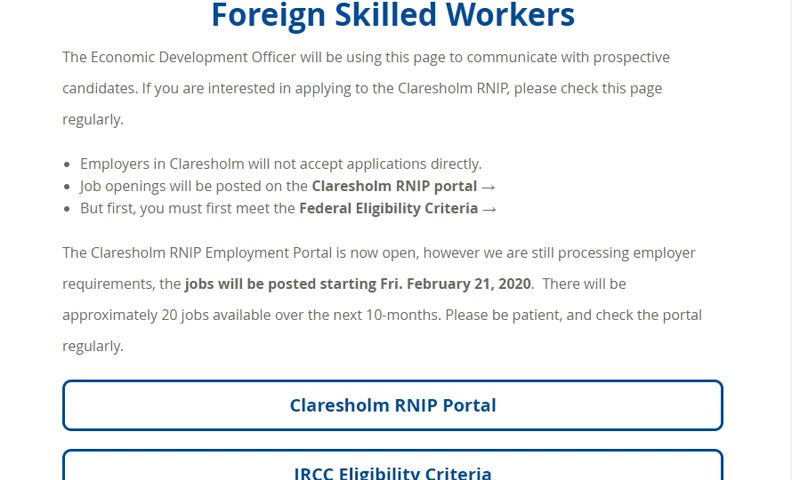 Foreign Skilled Workers
The Economic Development Officer will be using this page to communicate with prospective
candidates. If you are interested in applying to the Claresholm RNIP, please check this page
regularly.
• Employers in Claresholm will not accept applications directly.
• Job openings will be posted on the Claresholm RNIP portal →
• But first, you must first meet the Federal Eligibility Criteria →
The Claresholm RNIP Employment Portal is now open, however we are still processing employer
requirements, the jobs will be posted starting Fri. February 21, 2020.  There will be
approximately 20 jobs available over the next 10-months. Please be patient, and check the portal
regularly.
Claresholm RNIP Portal
IRCC Eligibility Criteria